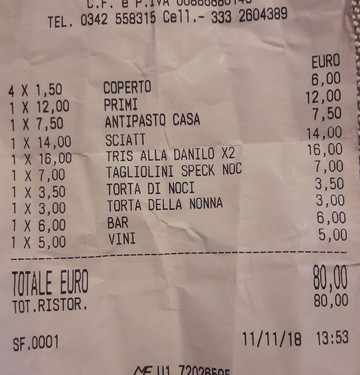 C.F. e P.IVA
TEL. 0342 558315 Cell.- 333 2604389
EURO
4 X 1,50 COPERTO 6,00
1 X 12,00 PRIMI 12,00
1 X 7,50 ANTIPASTO CASA 7,50
1 X 14,00 SCIATT 14,00
1 X 16,00 TRIS ALLA DANILO X2 16,00
1 X 7,00 TAGLIOLINI SPECK NOC 7,00
1 X 3,50 TORTA DI NOCI 3,50
1 X 3,00 TORTA DELLA NONNA 3,00
1 X 6,00 BAR 6,00
1 X 5,00 VINI 5,00
TOTALE EURO 80,00
TOT.RISTOR. 80,00
SF.0001 11/11/18 13:53